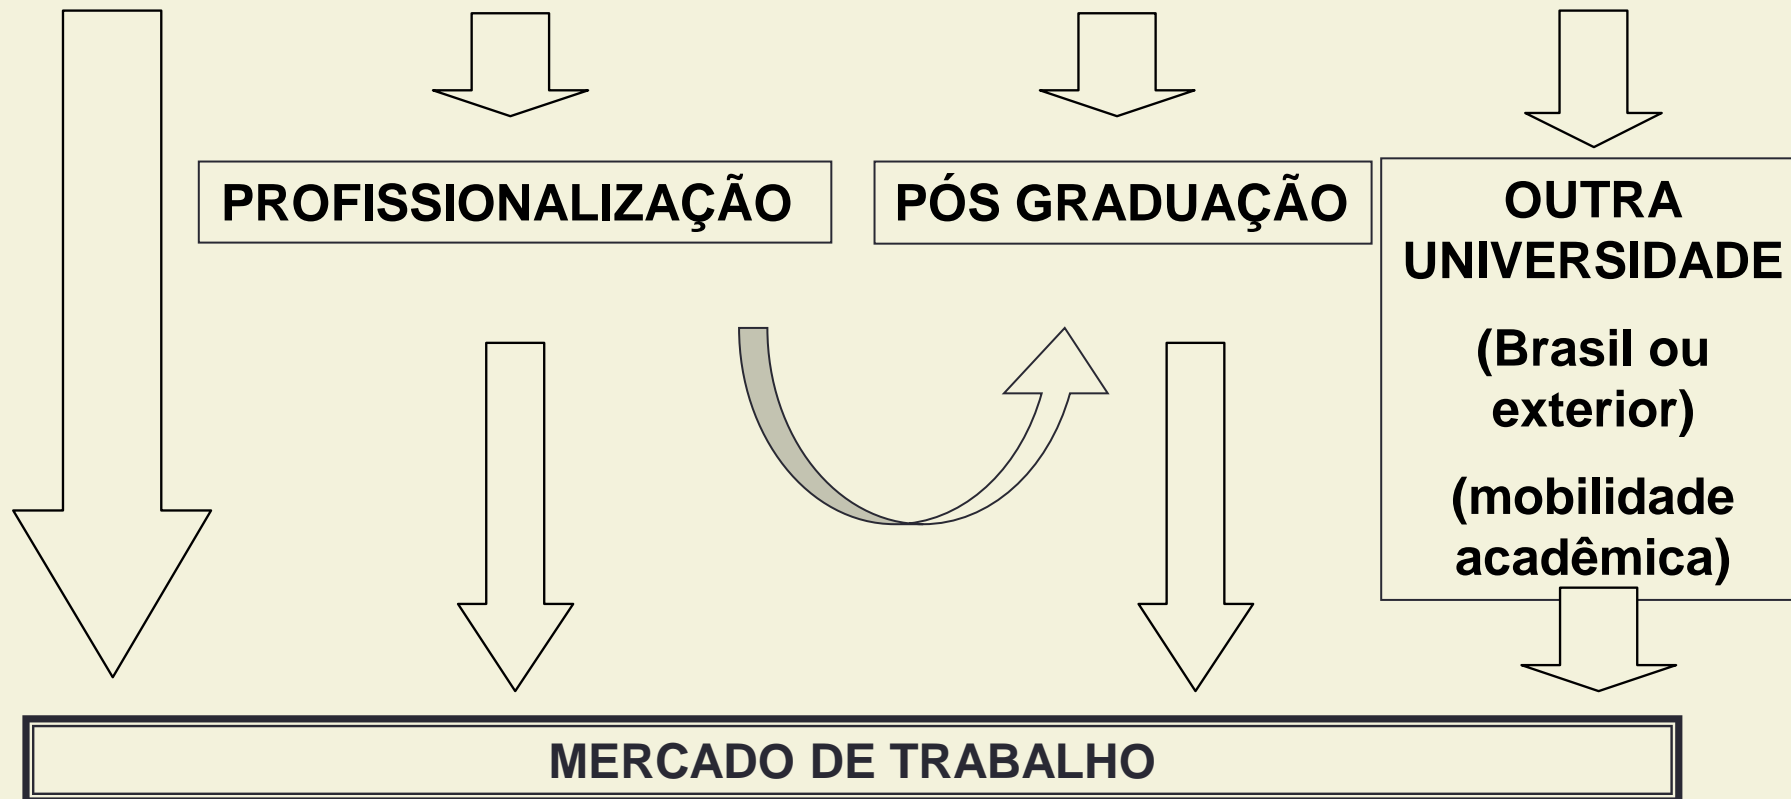 PROFISSIONALIZAÇÃO
PÓS GRADUAÇÃO
OUTRA
UNIVERSIDADE
(Brasil ou
exterior)
(mobilidade
acadêmica)
MERCADO DE TRABALHO